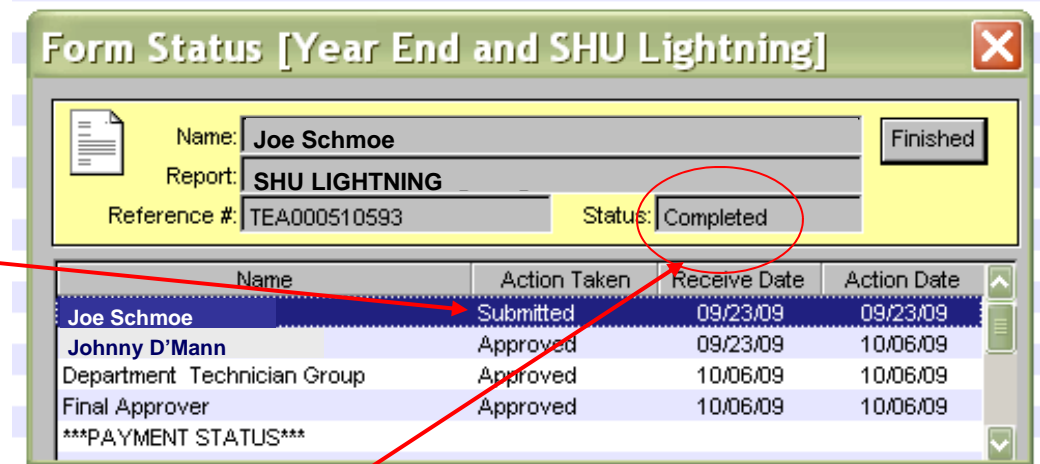 Form Status [Year End and SHU Lightning]
Name: Joe Schmoe
Finished
Report: SHU LIGHTNING
Reference #: TEA000510593 Status: Completed
Name Action Taken Receive Date Action Date
Joe Schmoe Submitted 09/23/09 09/23/09
Johnny D'Mann Approved 09/23/09 10/06/09
Department Technician Group Approved 10/06/09 10/06/09
Final Approver Approved 10/06/09 10/06/09
***PAYMENT STATUS***